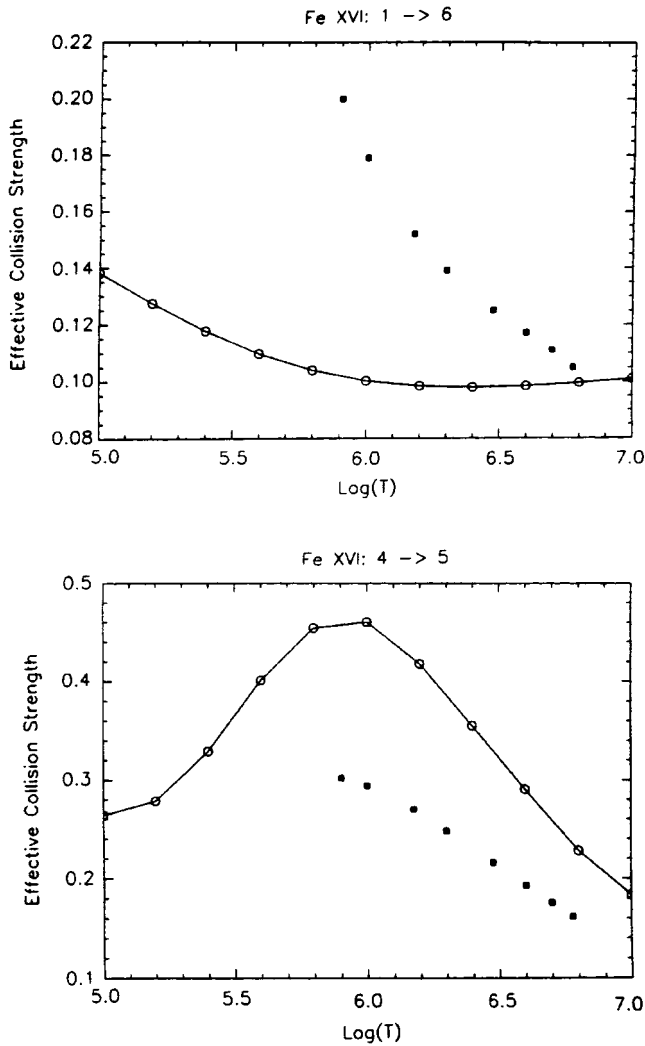 Fe XVI: 1 -> 6
0.22
0.20
0.18
0.16
0.14
0.12
0.10
0.08
Effective Collision Strength
5.0 5.5 6.0 6.5 7.0
Log(T)
Fe XVI: 4 -> 5
0.5
0.4
0.3
0.2
0.1
Effective Collision Strength
5.0 5.5 6.0 6.5 7.0
Log(T)